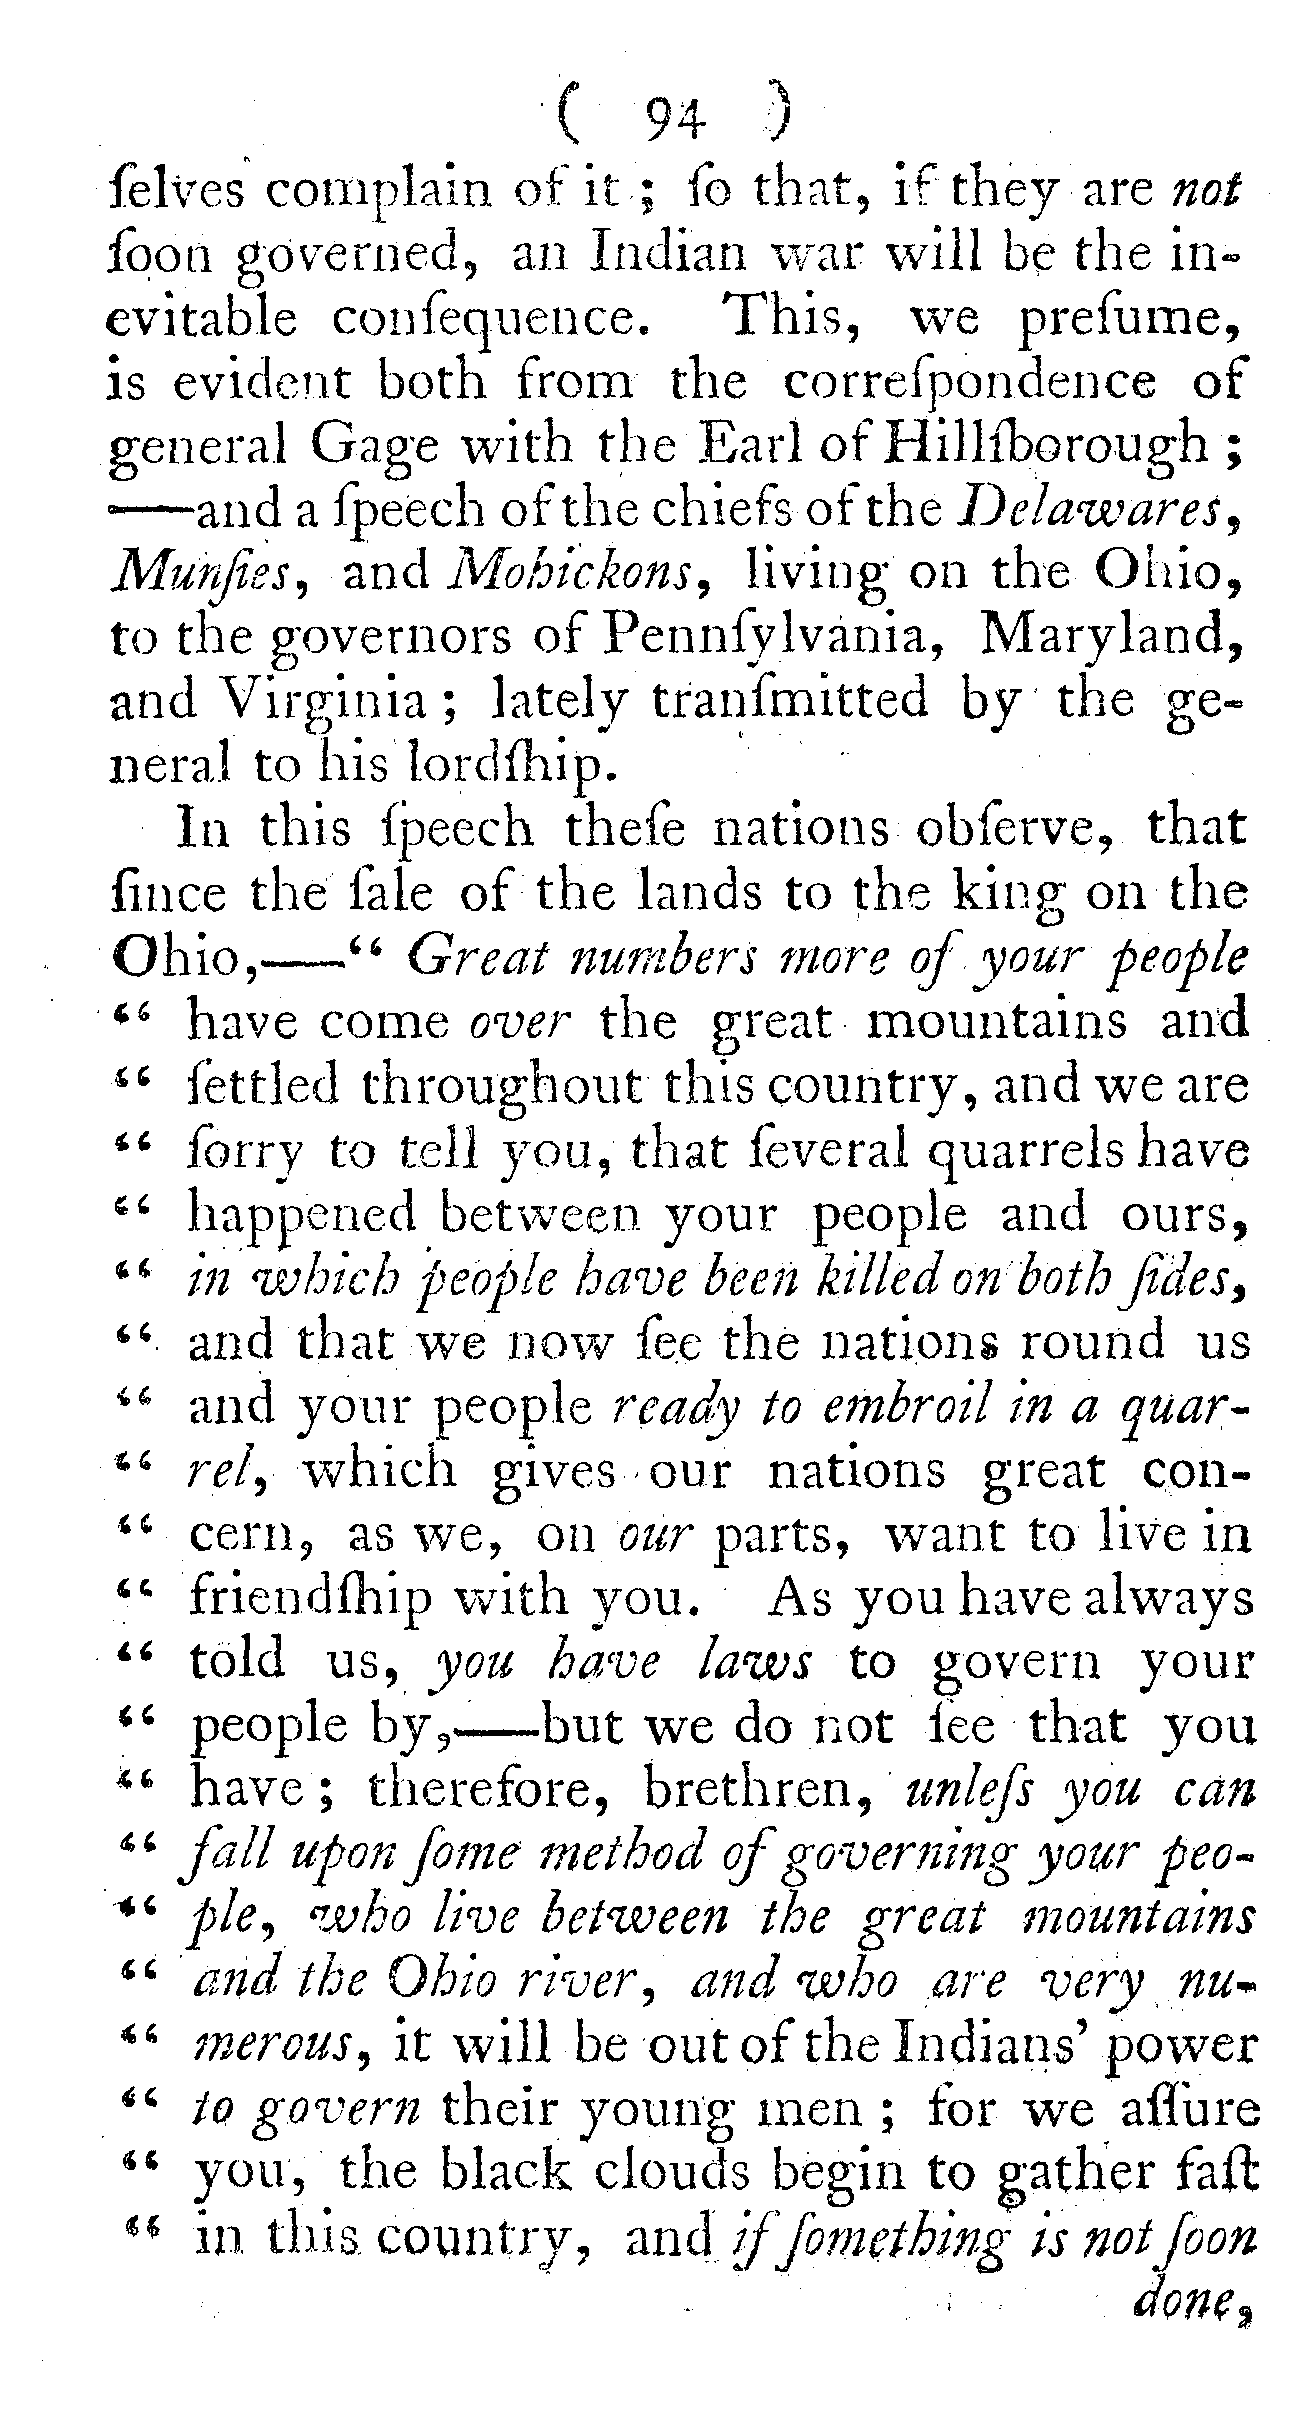 ( 94 )
ſelves complain of it ; ſo that, if they are not
ſoon governed, an Indian war will be the in-
evitable conſequence. This, we preſume,
is evident both from the correſpondence of
general Gage with the Earl of Hillſborough ;
—and a ſpeech of the chiefs of the Delawares,
Munſies, and Mohickons, living on the Ohio,
to the governors of Pennſylvania, Maryland,
and Virginia ; lately tranſmitted by the ge-
neral to his lordſhip.
In this ſpeech theſe nations obſerve, that
ſince the ſale of the lands to the king on the
Ohio,—“ Great numbers more of your people
“ have come over the great mountains and
“ ſettled throughout this country, and we are
“ ſorry to tell you, that ſeveral quarrels have
“ happened between your people and ours,
“ in which people have been killed on both ſides,
“ and that we now ſee the nations round us
“ and your people ready to embroil in a quar-
“ rel, which gives our nations great con-
“ cern, as we, on our parts, want to live in
“ friendſhip with you. As you have always
“ told us, you have laws to govern your
“ people by,—but we do not ſee that you
“ have ; therefore, brethren, unleſs you can
“ fall upon ſome method of governing your peo-
“ ple, who live between the great mountains
“ and the Ohio river, and who are very nu-
“ merous, it will be out of the Indians’ power
“ to govern their young men ; for we aſſure
“ you, the black clouds begin to gather faſt
“ in this country, and if ſomething is not ſoon
done,